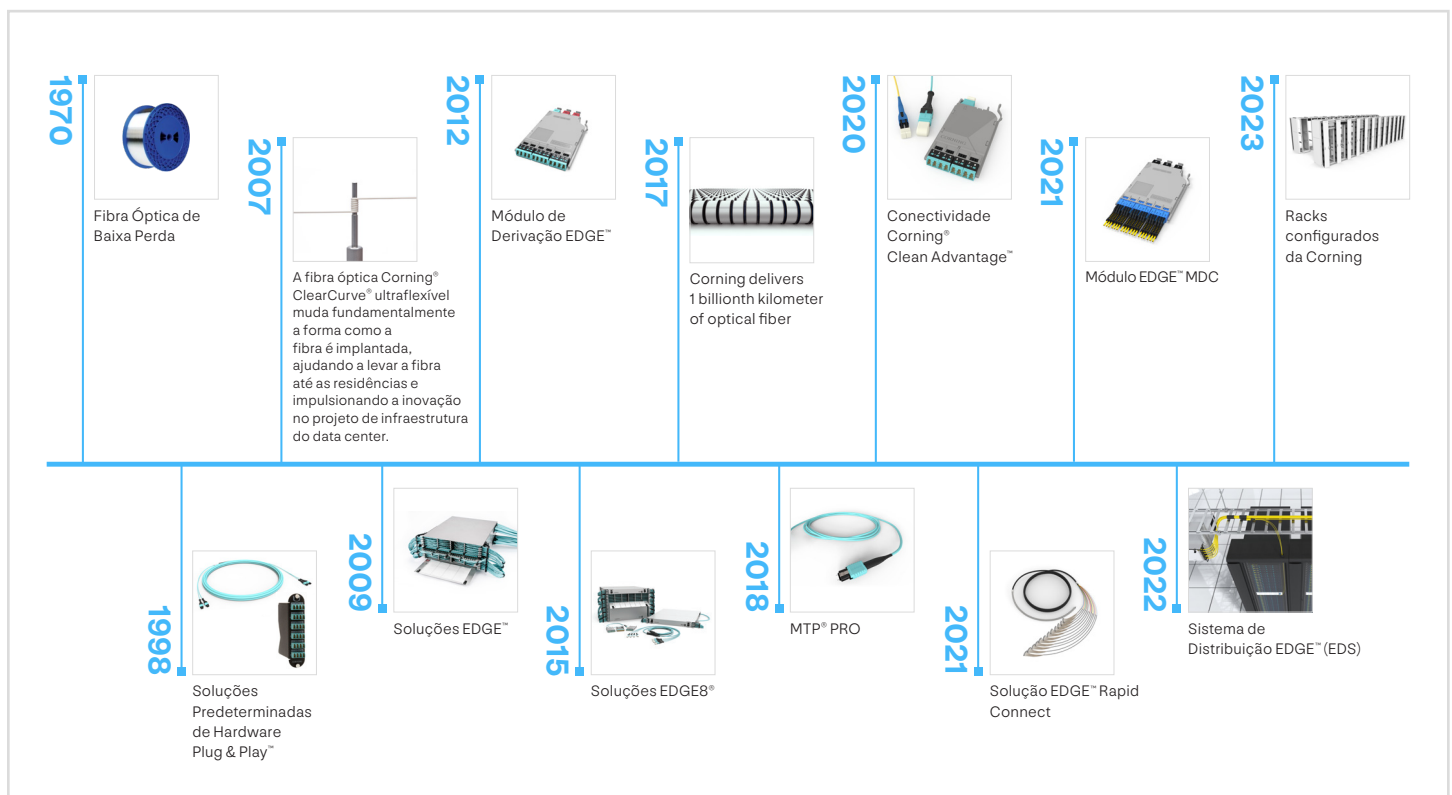 1970
Fibra Óptica de
Baixa Perda
1998
Soluções
Predeterminadas
de Hardware
Plug & Play™
2007
A fibra óptica Corning®
ClearCurve® ultraflexível
muda fundamentalmente
a forma como a
fibra é implantada,
ajudando a levar a fibra
até as residências e
impulsionando a inovação
no projeto de infraestrutura
do data center.
2009
Soluções EDGE™
2012
Módulo de
Derivação EDGE™
2015
Soluções EDGE8®
2017
Corning delivers
1 billionth kilometer
of optical fiber
2018
MTP® PRO
2020
Conectividade
Corning®
Clean Advantage™
2021
Solução EDGE™ Rapid
Connect
2021
Módulo EDGE™ MDC
2022
Sistema de
Distribuição EDGE™ (EDS)
2023
Racks
configurados
da Corning